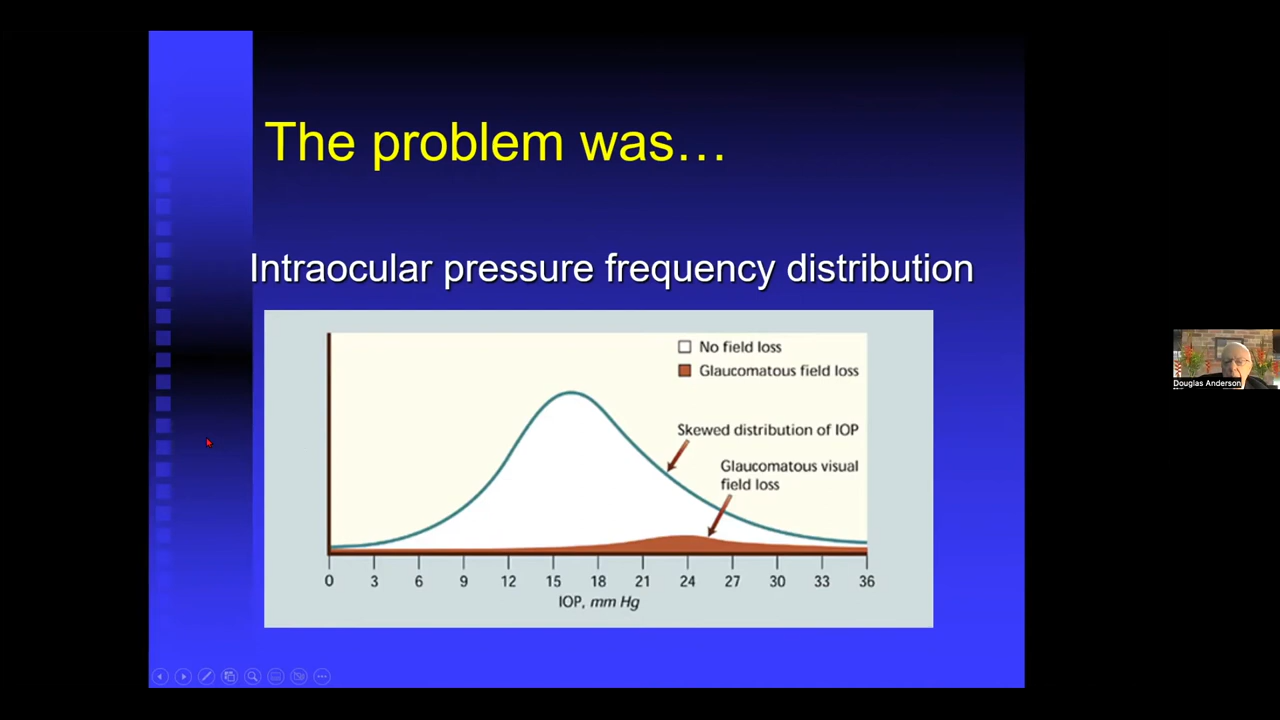 The problem was…
Intraocular pressure frequency distribution
No field loss
Glaucomatous field loss
Skewed distribution of IOP
Glaucomatous visual
field loss
0 3 6 9 12 15 18 21 24 27 30 33 36
IOP, mm Hg
Douglas Anderson